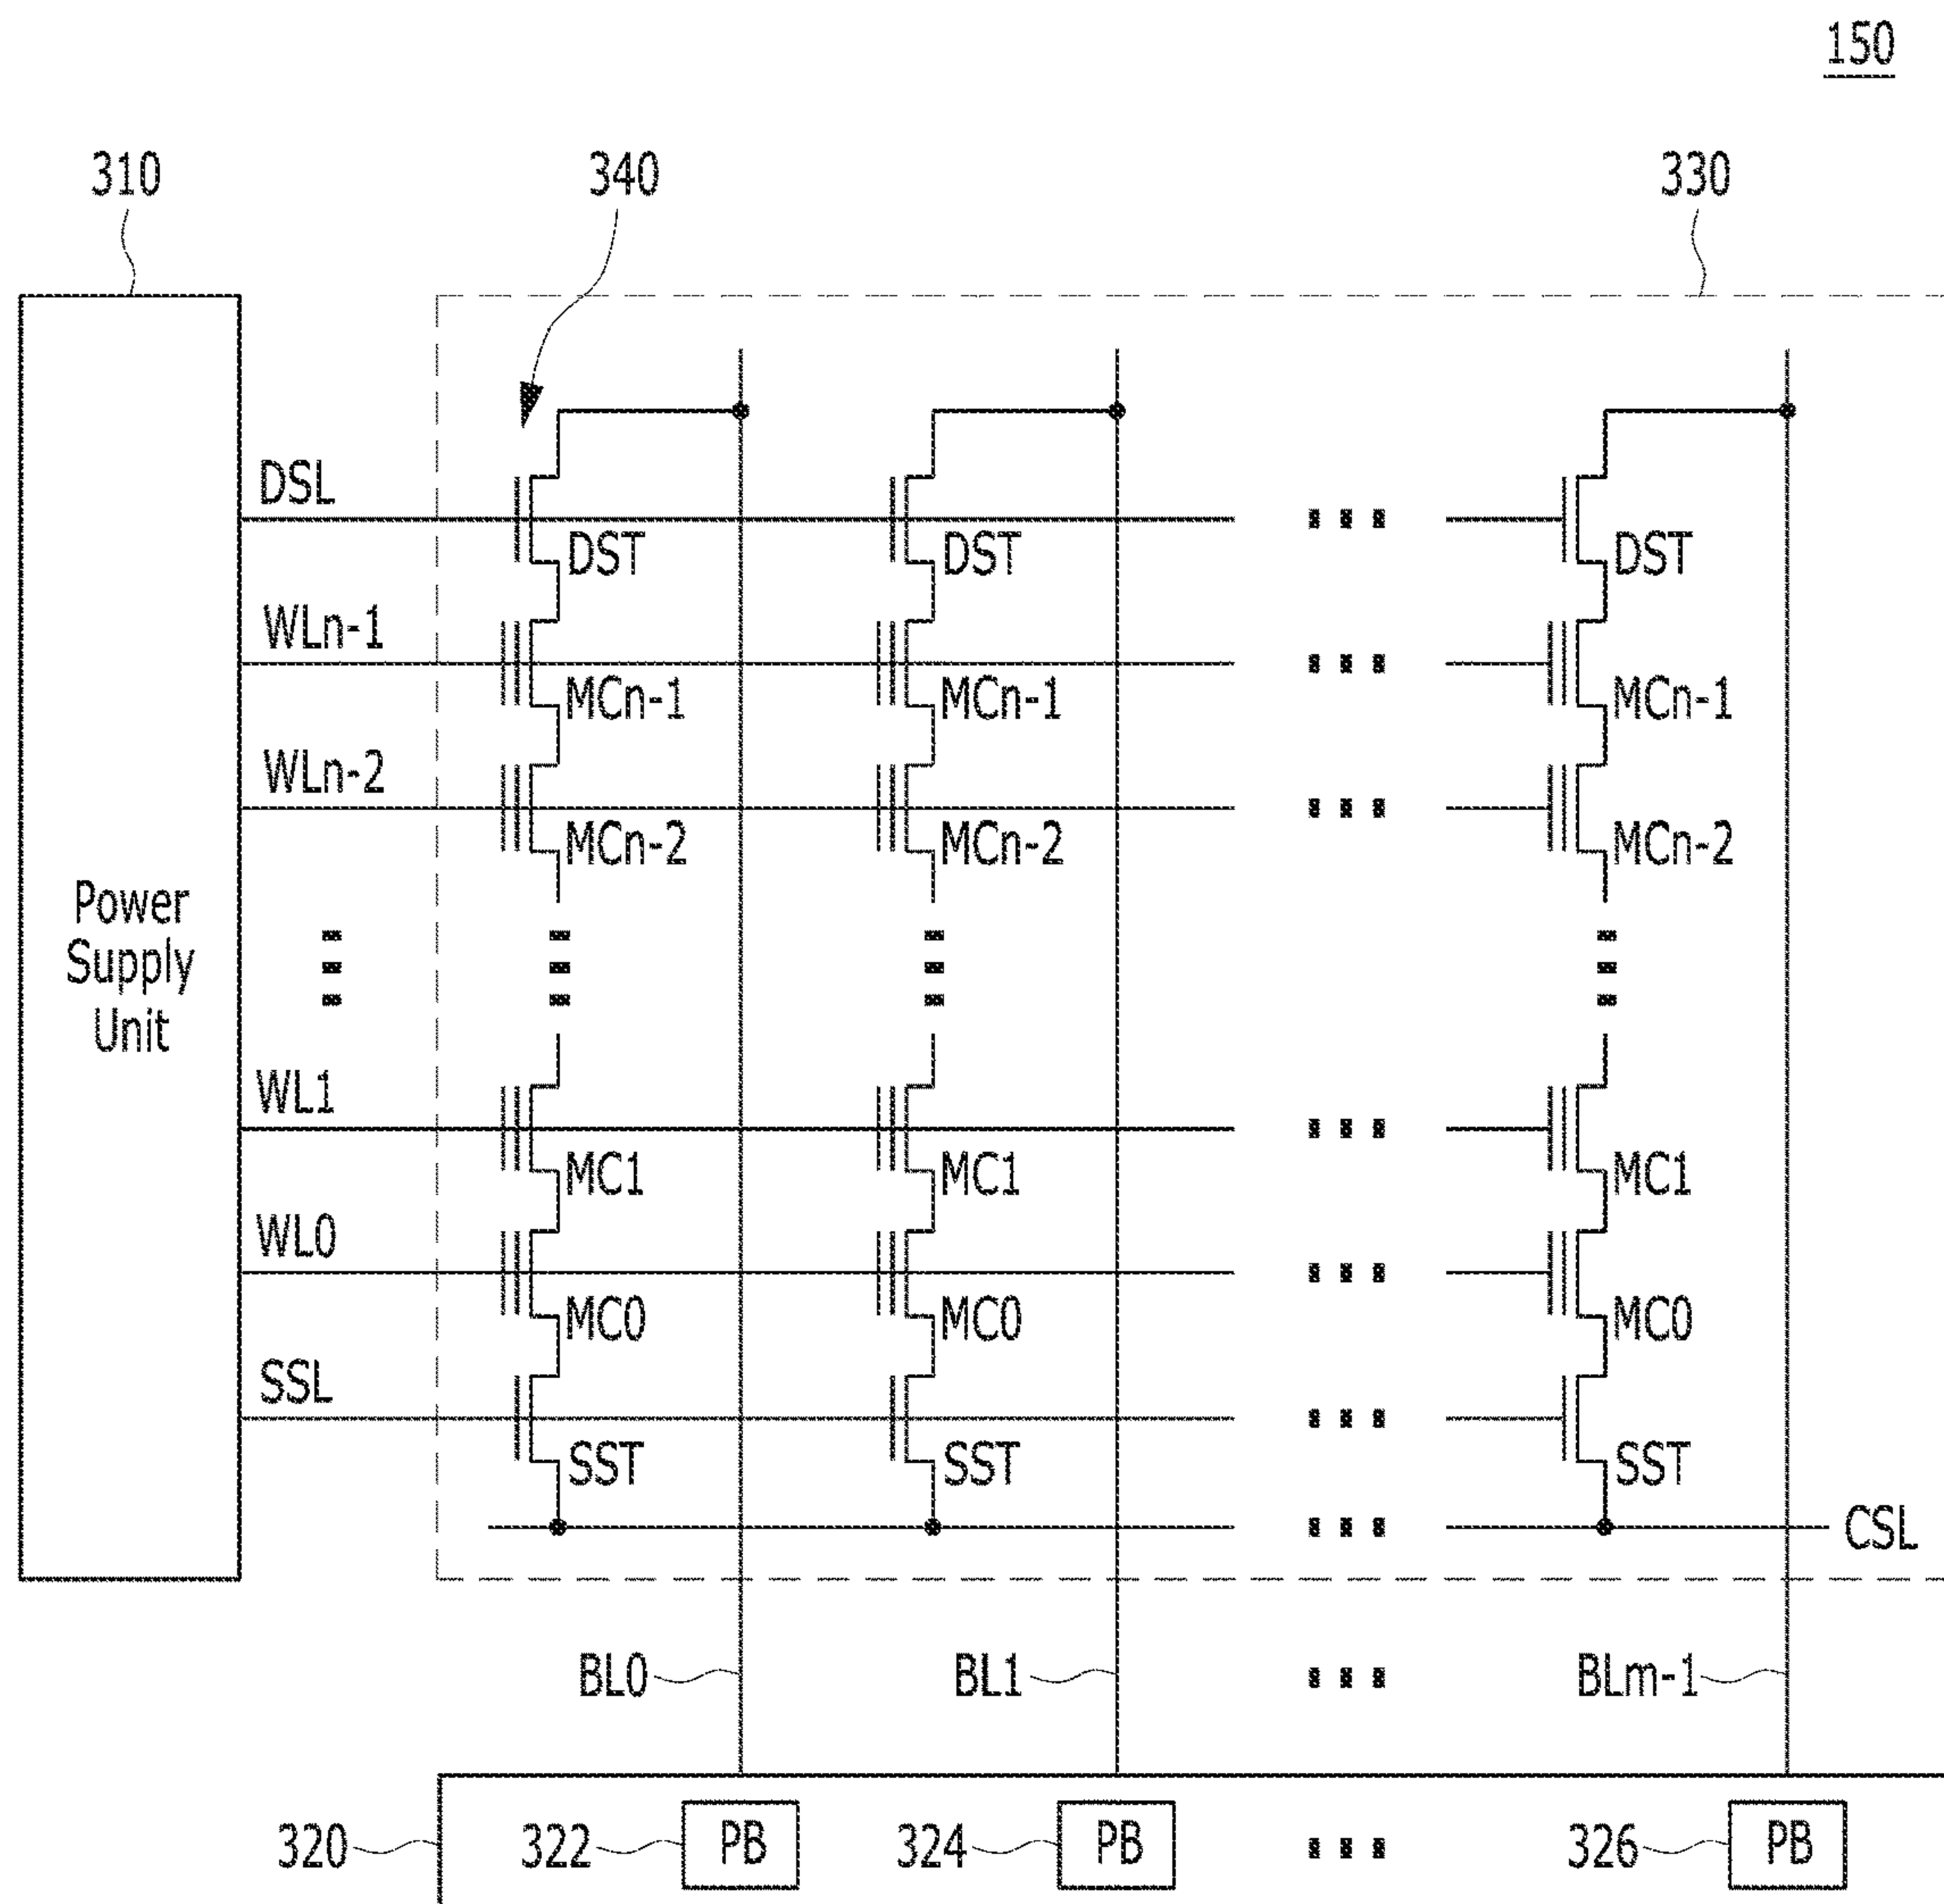 150
310 340 330
DSL
DST DST DST
WLn-1
MCn-1 MCn-1 MCn-1
WLn-2
MCn-2 MCn-2 MCn-2
Power
Supply
Unit
WL1
MC1 MC1 MC1
WL0
MC0 MC0 MC0
SSL
SST SST SST
CSL
BL0 BL1 BLm-1
320 322 PB 324 PB 326 PB